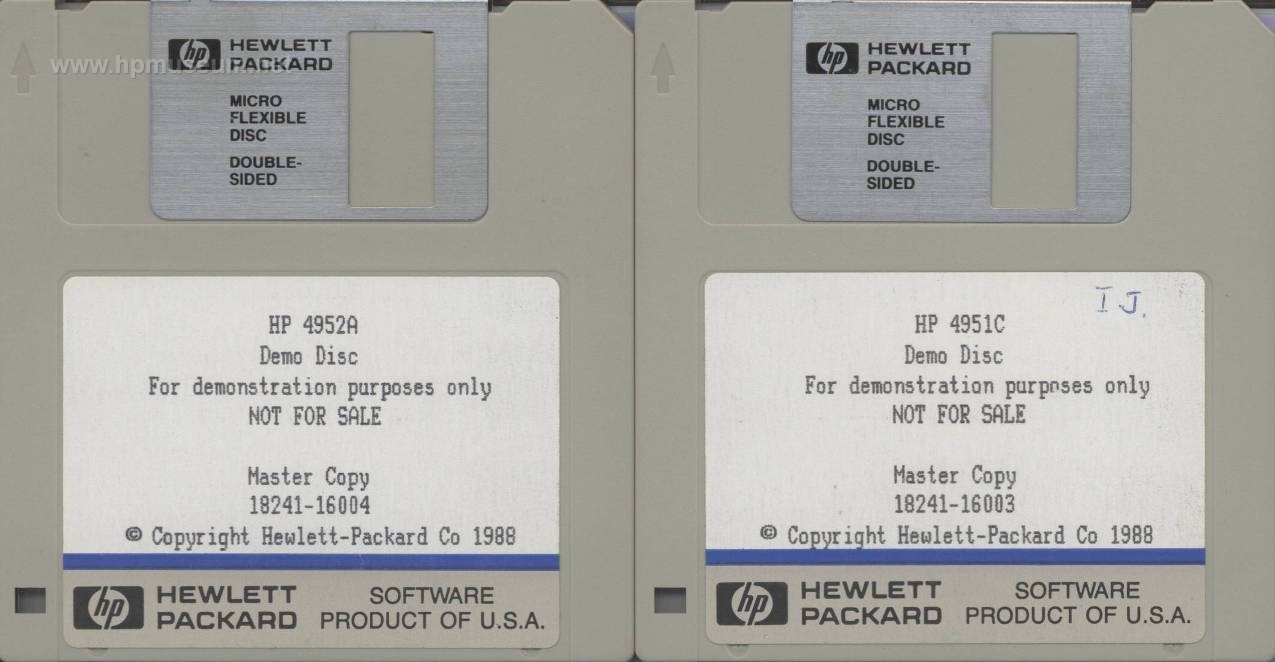 www.hpmuseum.net
hp HEWLETT
PACKARD
MICRO
FLEXIBLE
DISC
DOUBLE-
SIDED
HP 4952A
Demo Disc
For demonstration purposes only
NOT FOR SALE
Master Copy
18241-16004
© Copyright Hewlett-Packard Co 1988
hp HEWLETT
PACKARD
SOFTWARE
PRODUCT OF U.S.A.
hp HEWLETT
PACKARD
MICRO
FLEXIBLE
DISC
DOUBLE-
SIDED
I J.
HP 4951C
Demo Disc
For demonstration purposes only
NOT FOR SALE
Master Copy
18241-16003
© Copyright Hewlett-Packard Co 1988
hp HEWLETT
PACKARD
SOFTWARE
PRODUCT OF U.S.A.